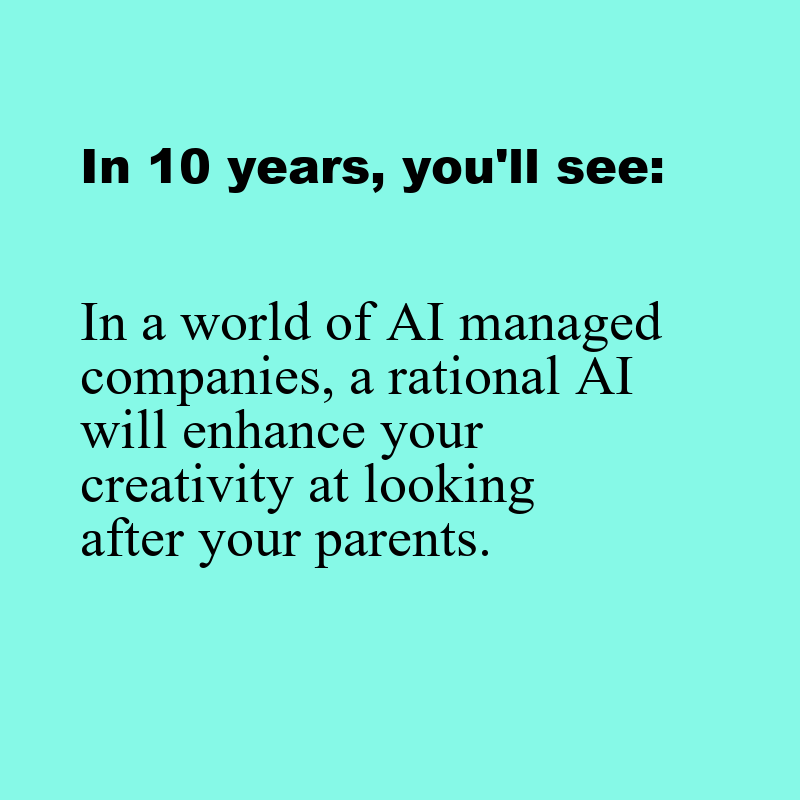 In 10 years, you'll see:
In a world of AI managed
companies, a rational AI
will enhance your
creativity at looking
after your parents.